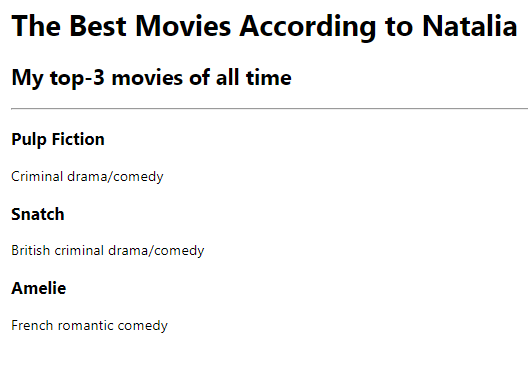 The Best Movies According to Natalia
My top-3 movies of all time
Pulp Fiction
Criminal drama/comedy
Snatch
British criminal drama/comedy
Amelie
French romantic comedy